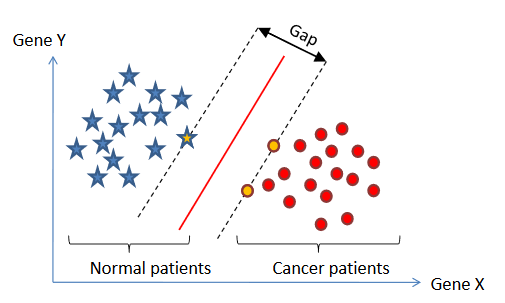 Gene Y
Gap
Normal patients
Cancer patients
Gene X